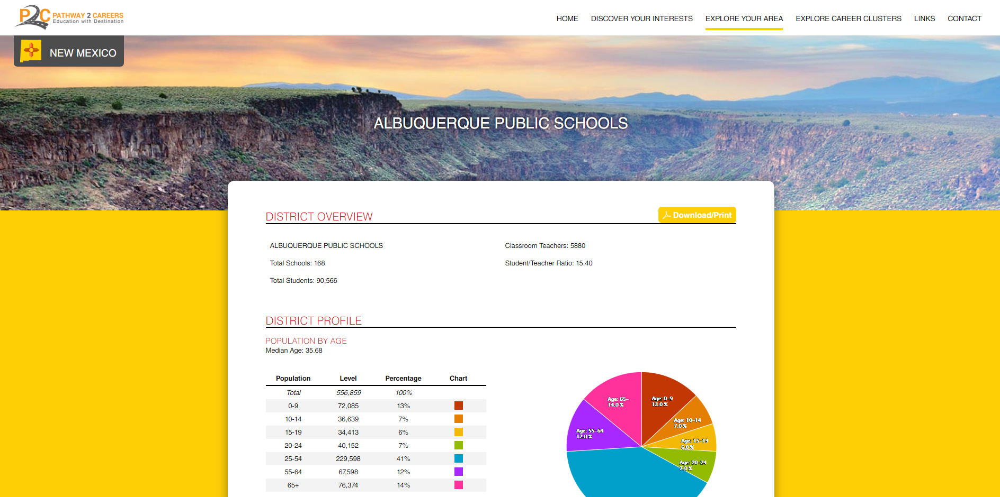 P2C PATHWAY 2 CAREERS
Education with Destination
HOME DISCOVER YOUR INTERESTS EXPLORE YOUR AREA EXPLORE CAREER CLUSTERS LINKS CONTACT
NEW MEXICO
ALBUQUERQUE PUBLIC SCHOOLS
DISTRICT OVERVIEW
Download/Print
ALBUQUERQUE PUBLIC SCHOOLS
Total Schools: 168
Total Students: 90,566
Classroom Teachers: 5880
Student/Teacher Ratio: 15.40
DISTRICT PROFILE
POPULATION BY AGE
Median Age: 35.68
Population Level Percentage Chart
Total 556,859 100%
0-9 72,085 13%
10-14 36,639 7%
15-19 34,413 6%
20-24 40,152 7%
25-54 229,598 41%
55-64 67,598 12%
65+ 76,374 14%
Age: 65-
14.0 %
Age: 0-9
13.0 %
Age: 10-14
7.0 %
Age: 55-64
12.0 %
Age: 15-19
6.0 %
Age: 20-24
7.0 %